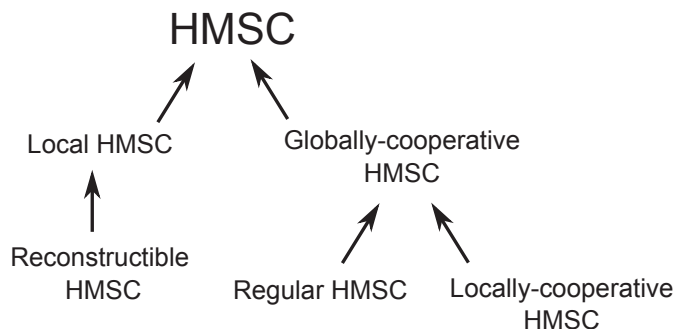 HMSC
Local HMSC
Globally-cooperative
HMSC
Reconstructible
HMSC
Regular HMSC
Locally-cooperative
HMSC